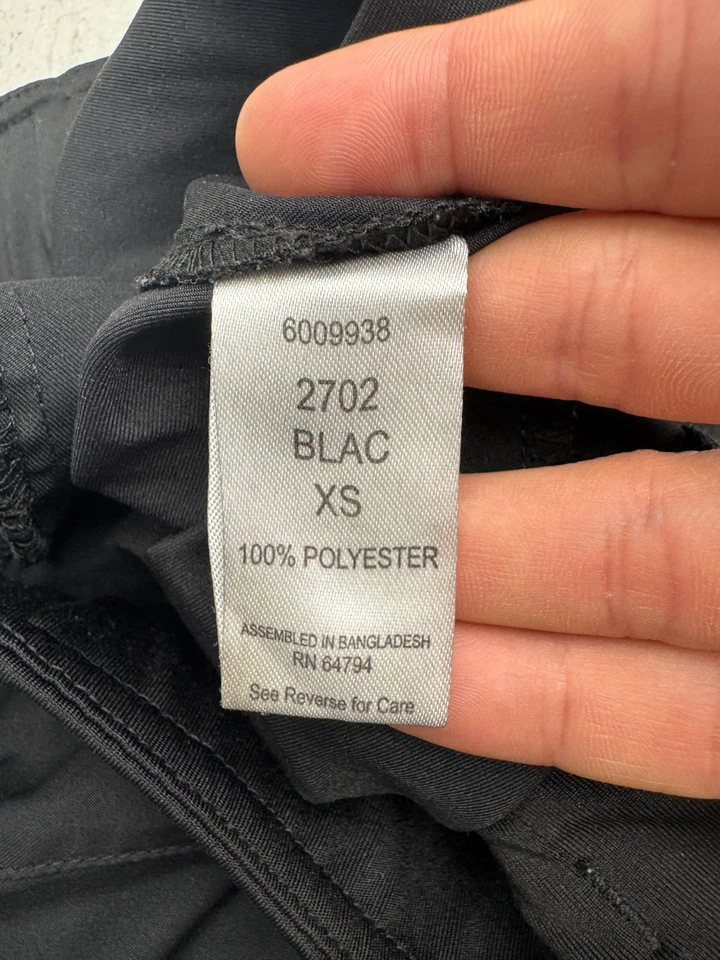 6009938
2702
BLAC
XS
100% POLYESTER
ASSEMBLED IN BANGLADESH
RN 64794
See Reverse for Care